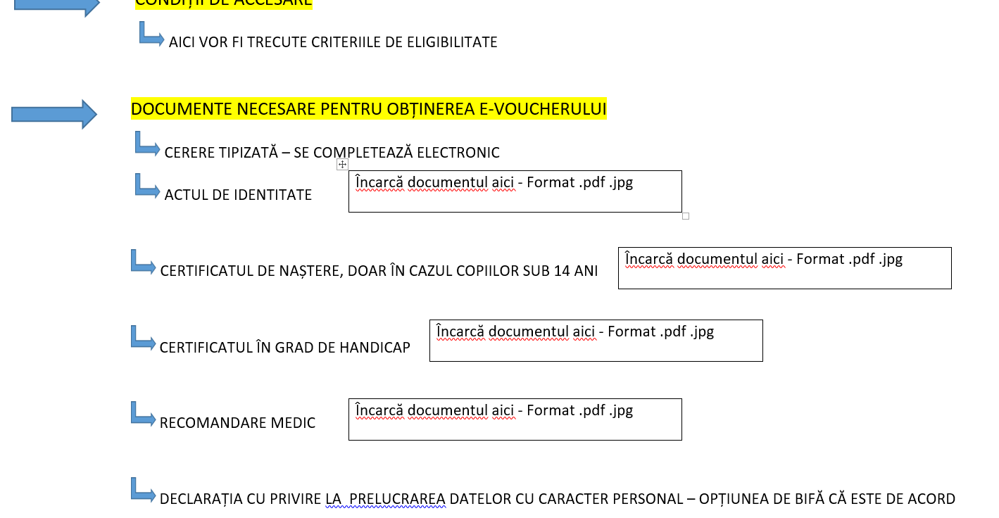 CONDIȚII DE ACCESARE
AICI VOR FI TRECUTE CRITERIILE DE ELIGIBILITATE
DOCUMENTE NECESARE PENTRU OBȚINEREA E-VOUCHERULUI
CERERE TIPIZATĂ – SE COMPLETEAZĂ ELECTRONIC
ACTUL DE IDENTITATE
Încarcă documentul aici - Format .pdf .jpg
CERTIFICATUL DE NAȘTERE, DOAR ÎN CAZUL COPIILOR SUB 14 ANI
Încarcă documentul aici - Format .pdf .jpg
CERTIFICATUL ÎN GRAD DE HANDICAP
Încarcă documentul aici - Format .pdf .jpg
RECOMANDARE MEDIC
Încarcă documentul aici - Format .pdf .jpg
DECLARAȚIA CU PRIVIRE LA  PRELUCRAREA DATELOR CU CARACTER PERSONAL – OPȚIUNEA DE BIFĂ CĂ ESTE DE ACORD